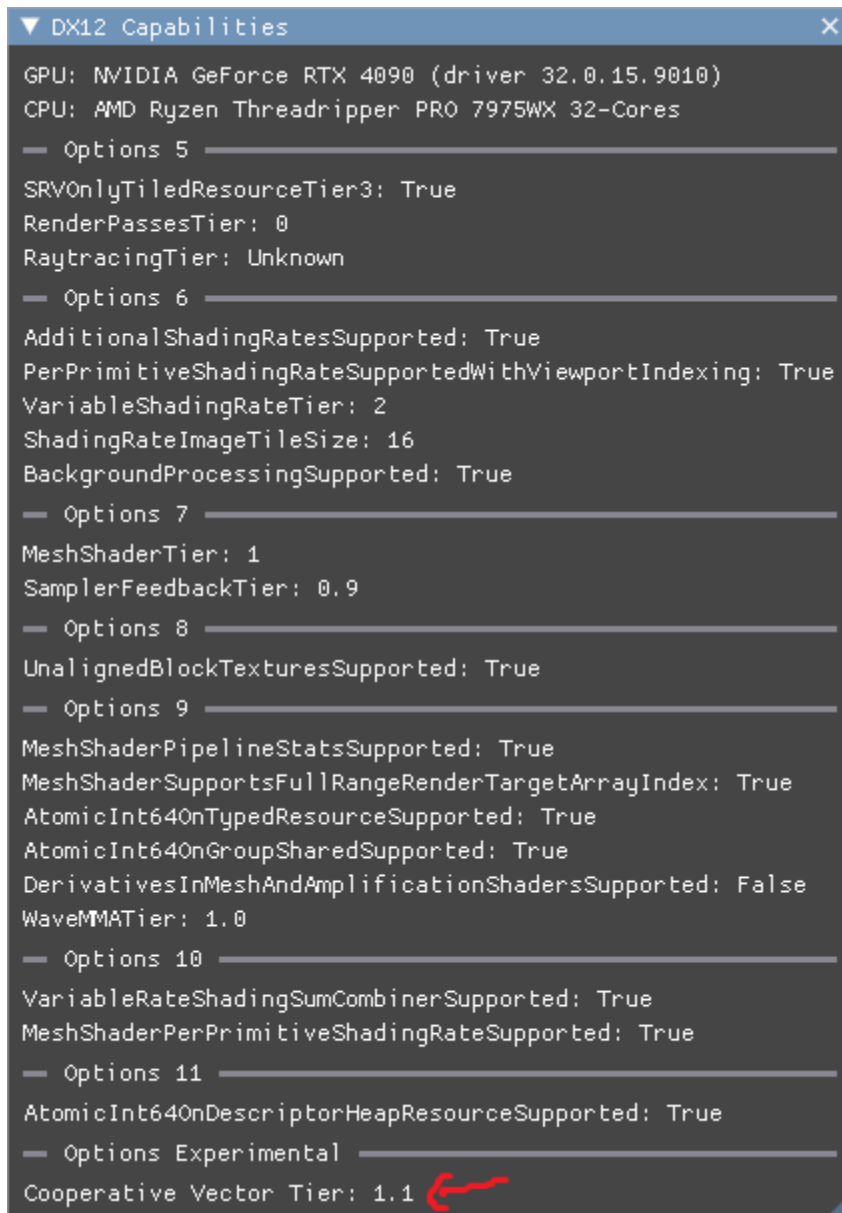 DX12 Capabilities
GPU: NVIDIA GeForce RTX 4090 (driver 32.0.15.9010)
CPU: AMD Ryzen Threadripper PRO 7975WX 32-Cores
Options 5
SRVOnlyTiledResourceTier3: True
RenderPassesTier: 0
RaytracingTier: Unknown
Options 6
AdditionalShadingRatesSupported: True
PerPrimitiveShadingRateSupportedWithViewportIndexing: True
VariableShadingRateTier: 2
ShadingRateImageTileSize: 16
BackgroundProcessingSupported: True
Options 7
MeshShaderTier: 1
SamplerFeedbackTier: 0.9
Options 8
UnalignedBlockTexturesSupported: True
Options 9
MeshShaderPipelineStatsSupported: True
MeshShaderSupportsFullRangeRenderTargetArrayIndex: True
AtomicInt64OnTypedResourceSupported: True
AtomicInt64OnGroupSharedSupported: True
DerivativesInMeshAndAmplificationShadersSupported: False
WaveMMATier: 1.0
Options 10
VariableRateShadingSumCombinerSupported: True
MeshShaderPerPrimitiveShadingRateSupported: True
Options 11
AtomicInt64OnDescriptorHeapResourceSupported: True
Options Experimental
Cooperative Vector Tier: 1.1